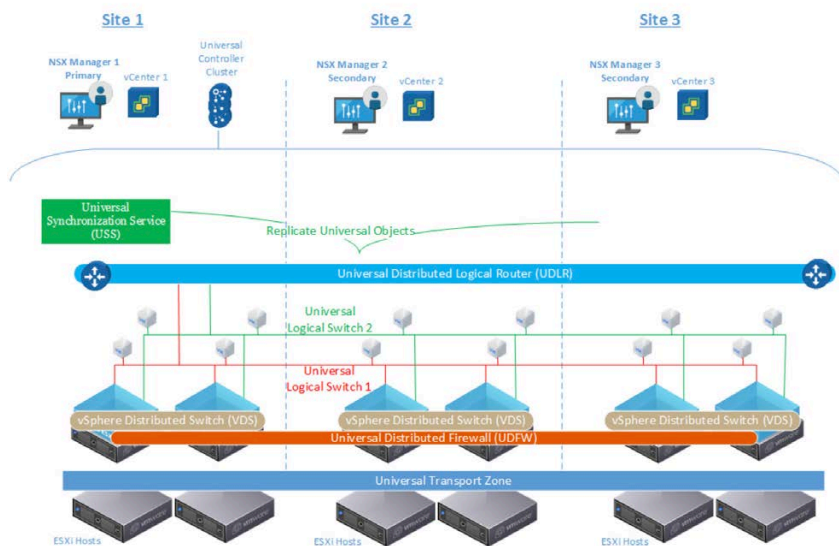 Site 1
Site 2
Site 3
NSX Manager 1
Primary
vCenter 1
Universal
Controller
Cluster
NSX Manager 2
Secondary
vCenter 2
NSX Manager 3
Secondary
vCenter 3
Universal
Synchronization Service
(USS)
Replicate Universal Objects
Universal Distributed Logical Router (UDLR)
Universal
Logical Switch 2
Universal
Logical Switch 1
vSphere Distributed Switch (VDS)
vSphere Distributed Switch (VDS)
vSphere Distributed Switch (VDS)
Universal Distributed Firewall (UDFW)
Universal Transport Zone
ESXi Hosts
ESXi Hosts
ESXi Hosts